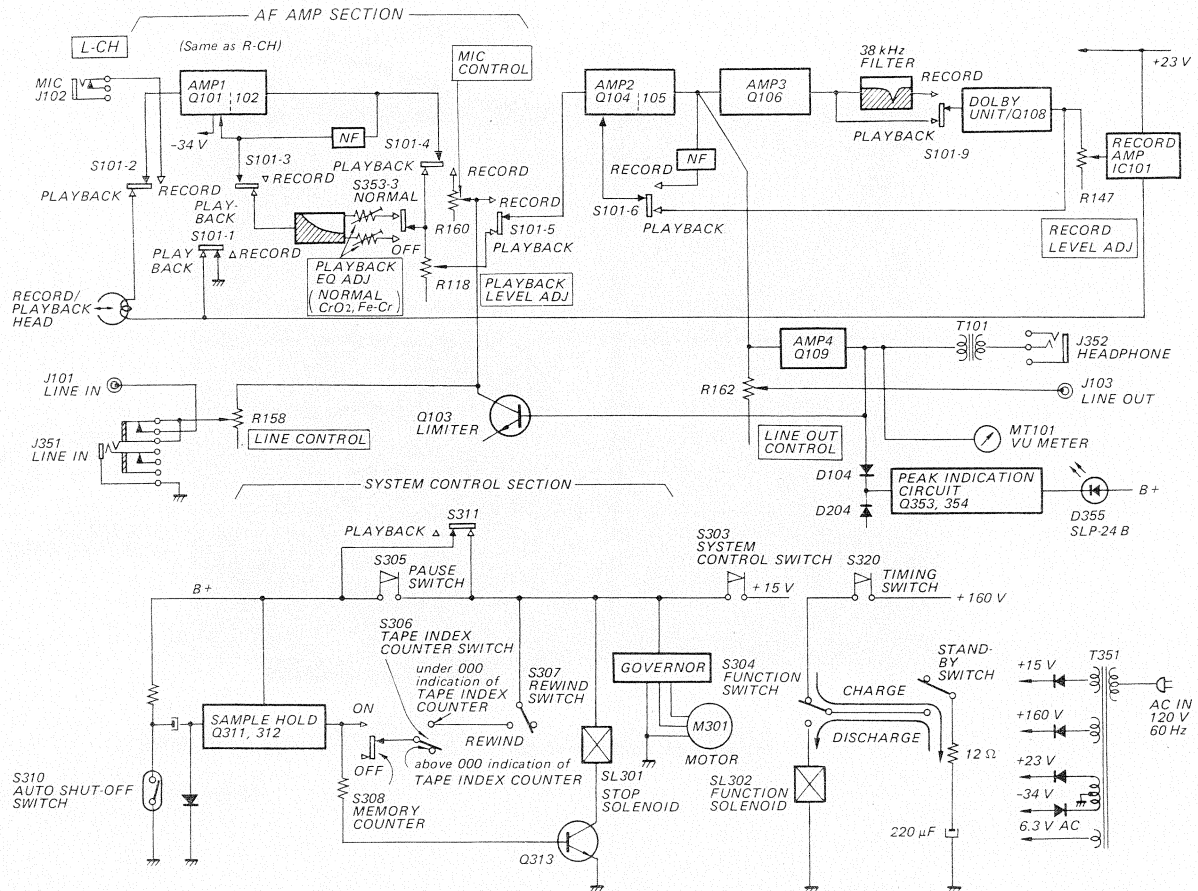 AF AMP SECTION
L-CH
(Same as R-CH)
MIC
J102
AMP1
Q101 102
-34 V
NF
S101-4
S101-3
S101-2
RECORD
PLAYBACK
PLAYBACK
RECORD
S353-3
NORMAL
PLAY-
BACK
S101-1
PLAY
BACK
RECORD
OFF
PLAYBACK
EQ ADJ
(NORMAL
CrO2, Fe-Cr)
RECORD/
PLAYBACK
HEAD
MIC
CONTROL
RECORD
R160
RECORD
S101-5
PLAYBACK
R118
PLAYBACK
LEVEL ADJ
AMP2
Q104 105
AMP3
Q106
38 kHz
FILTER
RECORD
DOLBY
UNIT/Q108
PLAYBACK
S101-9
+23 V
RECORD
AMP
IC101
R147
RECORD
LEVEL ADJ
NF
RECORD
S101-6
PLAYBACK
AMP4
Q109
T101
J352
HEADPHONE
R162
J103
LINE OUT
LINE OUT
CONTROL
MT101
VU METER
J101
LINE IN
J351
LINE IN
R158
LINE CONTROL
Q103
LIMITER
D104
D204
PEAK INDICATION
CIRCUIT
Q353, 354
B+
D355
SLP-24 B
SYSTEM CONTROL SECTION
PLAYBACK
S311
S305
PAUSE
SWITCH
B+
S303
SYSTEM
CONTROL SWITCH
+15 V
S320
TIMING
SWITCH
+160 V
S306
TAPE INDEX
COUNTER SWITCH
under 000
indication of
TAPE INDEX
COUNTER
S307
REWIND
SWITCH
REWIND
above 000 indication of
TAPE INDEX COUNTER
SAMPLE HOLD
Q311, 312
ON
OFF
S308
MEMORY
COUNTER
S310
AUTO SHUT-OFF
SWITCH
Q313
SL301
STOP
SOLENOID
GOVERNOR
M301
MOTOR
S304
FUNCTION
SWITCH
CHARGE
DISCHARGE
STAND-
BY
SWITCH
12 Ω
220 μF
SL302
FUNCTION
SOLENOID
T351
+15 V
+160 V
+23 V
-34 V
6.3 V AC
AC IN
120 V
60 Hz